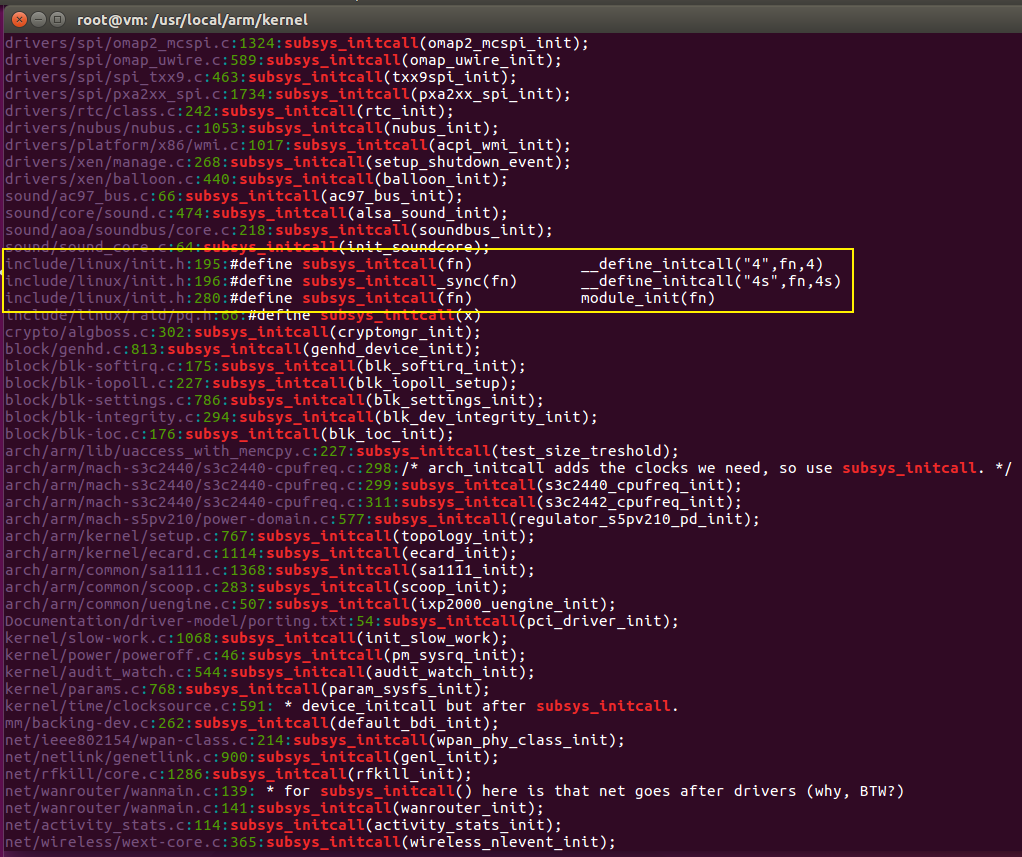 root@vm: /usr/local/arm/kernel
drivers/spi/omap2_mcspi.c:1324:subsys_initcall(omap2_mcspi_init);
drivers/spi/omap_uwire.c:589:subsys_initcall(omap_uwire_init);
drivers/spi/spi_txx9.c:463:subsys_initcall(txx9spi_init);
drivers/spi/pxa2xx_spi.c:1734:subsys_initcall(pxa2xx_spi_init);
drivers/rtc/class.c:242:subsys_initcall(rtc_init);
drivers/nubus/nubus.c:1053:subsys_initcall(nubus_init);
drivers/platform/x86/wmi.c:1017:subsys_initcall(acpi_wmi_init);
drivers/xen/manage.c:268:subsys_initcall(setup_shutdown_event);
drivers/xen/balloon.c:440:subsys_initcall(balloon_init);
sound/ac97_bus.c:66:subsys_initcall(ac97_bus_init);
sound/core/sound.c:474:subsys_initcall(alsa_sound_init);
sound/aoa/soundbus/core.c:218:subsys_initcall(soundbus_init);
sound/sound_core.c:64:subsys_initcall(init_soundcore);
include/linux/init.h:195:#define subsys_initcall(fn)            __define_initcall("4",fn,4)
include/linux/init.h:196:#define subsys_initcall_sync(fn)       __define_initcall("4s",fn,4s)
include/linux/init.h:280:#define subsys_initcall(fn)            module_init(fn)
include/linux/raid/pq.h:66:#define subsys_initcall(x)
crypto/algboss.c:302:subsys_initcall(cryptomgr_init);
block/genhd.c:813:subsys_initcall(genhd_device_init);
block/blk-softirq.c:175:subsys_initcall(blk_softirq_init);
block/blk-iopoll.c:227:subsys_initcall(blk_iopoll_setup);
block/blk-settings.c:786:subsys_initcall(blk_settings_init);
block/blk-integrity.c:294:subsys_initcall(blk_dev_integrity_init);
block/blk-ioc.c:176:subsys_initcall(blk_ioc_init);
arch/arm/lib/uaccess_with_memcpy.c:227:subsys_initcall(test_size_treshold);
arch/arm/mach-s3c2440/s3c2440-cpufreq.c:298:/* arch_initcall adds the clocks we need, so use subsys_initcall. */
arch/arm/mach-s3c2440/s3c2440-cpufreq.c:299:subsys_initcall(s3c2440_cpufreq_init);
arch/arm/mach-s3c2440/s3c2440-cpufreq.c:311:subsys_initcall(s3c2442_cpufreq_init);
arch/arm/mach-s5pv210/power-domain.c:577:subsys_initcall(regulator_s5pv210_pd_init);
arch/arm/kernel/setup.c:767:subsys_initcall(topology_init);
arch/arm/kernel/ecard.c:1114:subsys_initcall(ecard_init);
arch/arm/common/sa1111.c:1368:subsys_initcall(sa1111_init);
arch/arm/common/scoop.c:283:subsys_initcall(scoop_init);
arch/arm/common/uengine.c:507:subsys_initcall(ixp2000_uengine_init);
Documentation/driver-model/porting.txt:54:subsys_initcall(pci_driver_init);
kernel/slow-work.c:1068:subsys_initcall(init_slow_work);
kernel/power/poweroff.c:46:subsys_initcall(pm_sysrq_init);
kernel/audit_watch.c:544:subsys_initcall(audit_watch_init);
kernel/params.c:768:subsys_initcall(param_sysfs_init);
kernel/time/clocksource.c:591: * device_initcall but after subsys_initcall.
mm/backing-dev.c:262:subsys_initcall(default_bdi_init);
net/ieee802154/wpan-class.c:214:subsys_initcall(wpan_phy_class_init);
net/netlink/genetlink.c:900:subsys_initcall(genl_init);
net/rfkill/core.c:1286:subsys_initcall(rfkill_init);
net/wanrouter/wanmain.c:139: * for subsys_initcall() here is that net goes after drivers (why, BTW?)
net/wanrouter/wanmain.c:141:subsys_initcall(wanrouter_init);
net/activity_stats.c:114:subsys_initcall(activity_stats_init);
net/wireless/wext-core.c:365:subsys_initcall(wireless_nlevent_init);